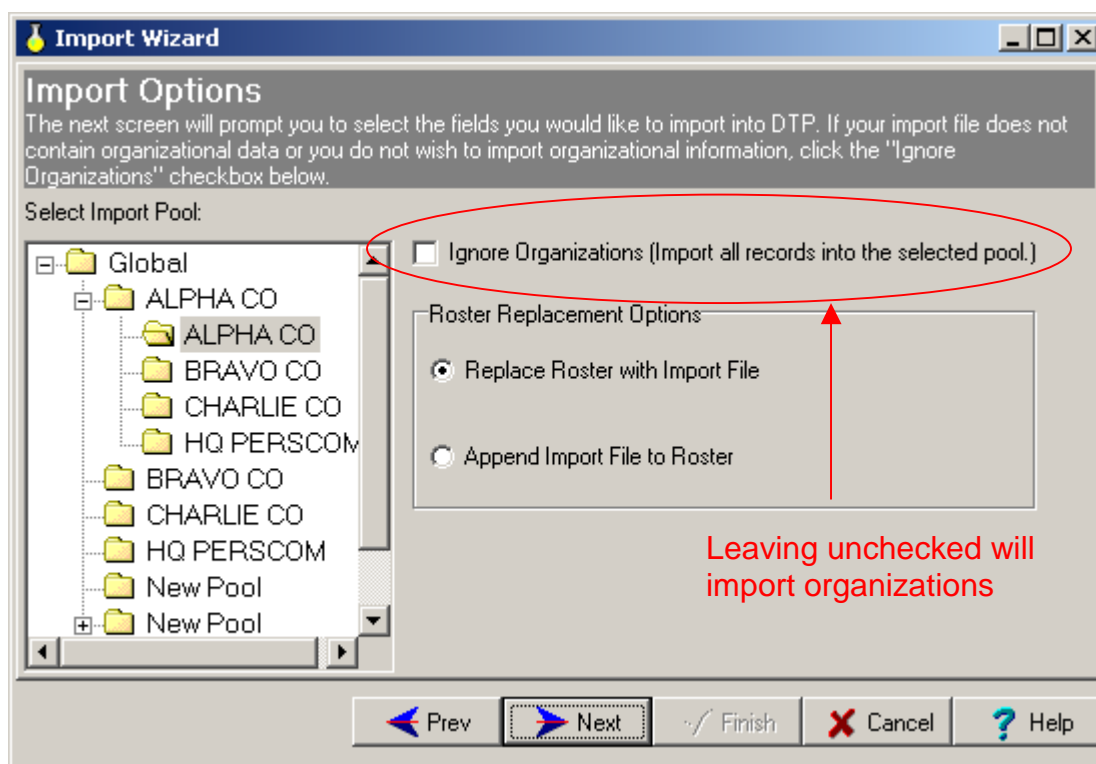 Import Wizard
Import Options
The next screen will prompt you to select the fields you would like to import into DTP. If your import file does not
contain organizational data or you do not wish to import organizational information, click the "Ignore
Organizations" checkbox below.
Select Import Pool:
Global
ALPHA CO
ALPHA CO
BRAVO CO
CHARLIE CO
HQ PERSCOM
BRAVO CO
CHARLIE CO
HQ PERSCOM
New Pool
New Pool
Ignore Organizations (Import all records into the selected pool.)
Roster Replacement Options
Replace Roster with Import File
Append Import File to Roster
Leaving unchecked will
import organizations
Prev
Next
Finish
Cancel
Help